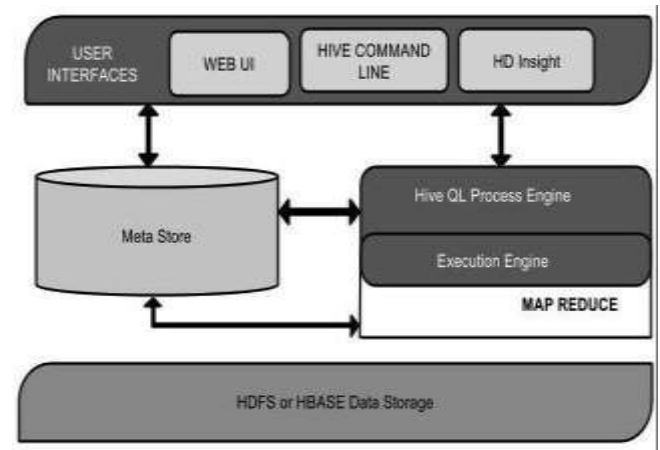 USER
INTERFACES
WEB UI
HIVE COMMAND
LINE
HD Insight
Meta Store
Hive QL Process Engine
Execution Engine
MAP REDUCE
HDFS or HBASE Data Storage